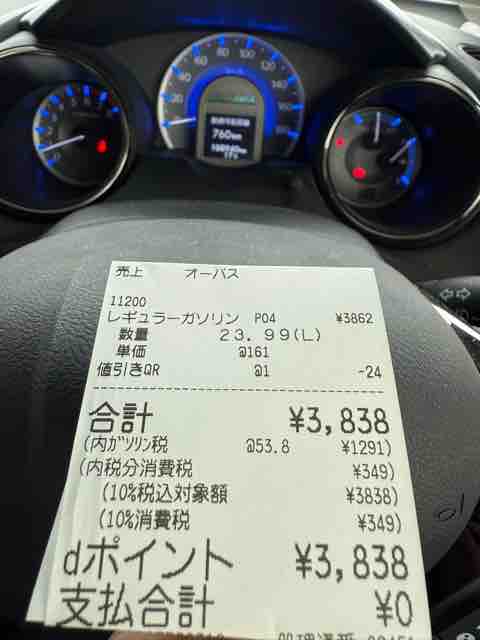 760km
売上 オーパス
11200
レギュラーガソリン P04 ¥3862
数量 23.99(L)
単価 @161
値引きQR @1 -24
合計 ¥3,838
(内ガソリン税 @53.8 ¥1291)
(内税分消費税 ¥349)
(10%税込対象額 ¥3838)
(10%消費税 ¥349)
dポイント ¥3,838
支払合計 ¥0